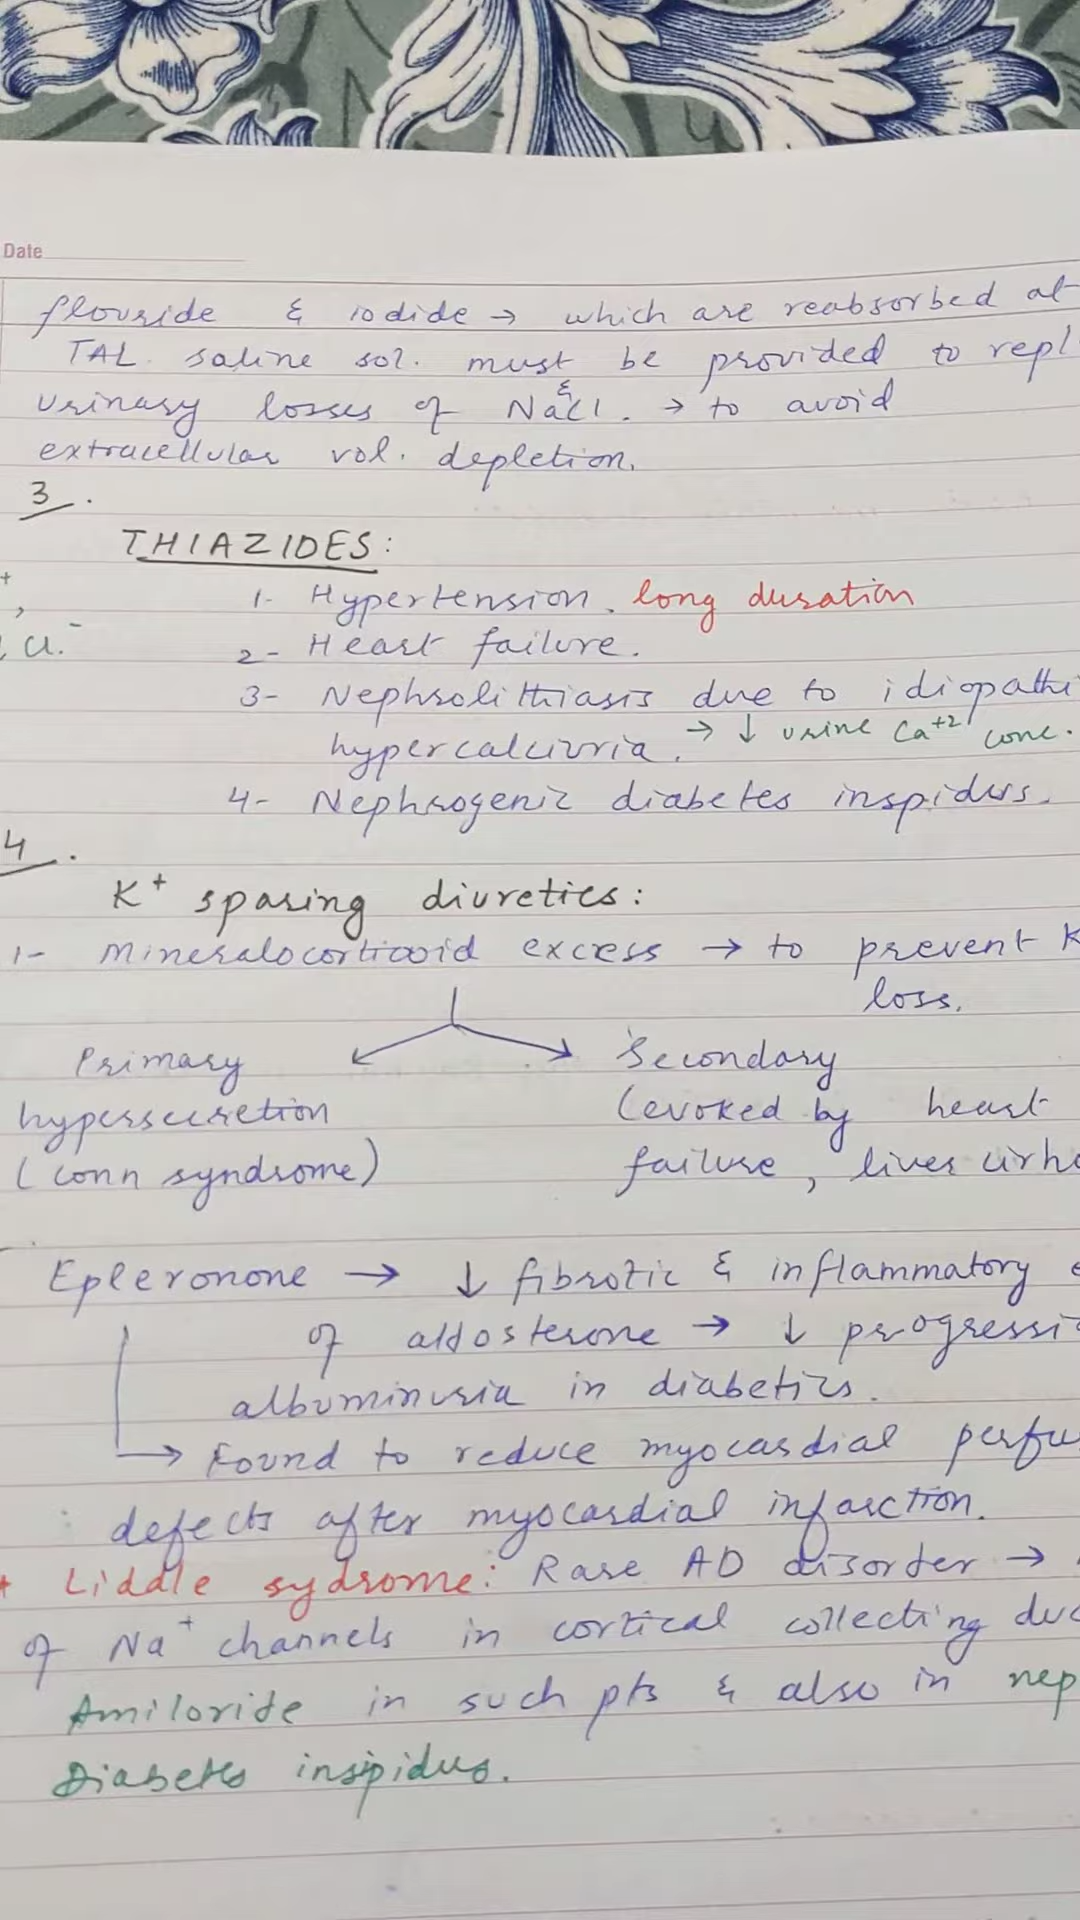 Date
flouride & iodide → which are reabsorbed at
TAL. saline sol. must be provided to repl
urinary losses of NaCl. & → to avoid
extracellular vol. depletion.
3.
THIAZIDES:
+
,
1- Hypertension. long duration
, Cl.-
2- Heart failure.
3- Nephrolithiasis due to idiopathi
hypercalciuria. → ↓ urine Ca+2 conc.
4- Nephrogenic diabetes inspidus.
4.
K+ sparing diuretics:
1- Mineralocorticoid excess → to prevent K
loss.
Primary
hypersecretion
(conn syndrome)
Secondary
(evoked by heart
failure, liver cirrho
Epleronone → ↓ fibrotic & inflammatory e
of aldosterone → ↓ progressi
albuminuria in diabetics.
→ Found to reduce myocardial perfu
defects after myocardial infarction.
* Liddle sydrome: Rare AD disorder →
of Na+ channels in cortical collecting duc
Amiloride in such pts & also in nep
Diabetes insipidus.